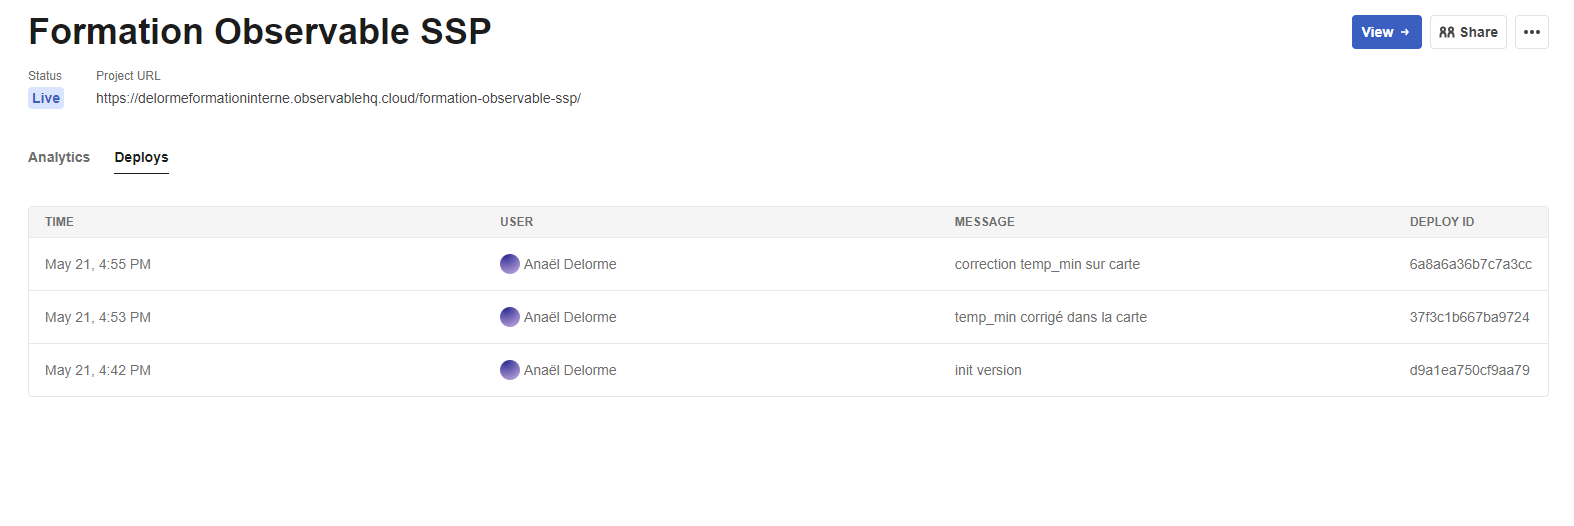 Formation Observable SSP
View →
Share
Status
Project URL
Live
https://delormeformationinterne.observablehq.cloud/formation-observable-ssp/
Analytics
Deploys
TIME USER MESSAGE DEPLOY ID
May 21, 4:55 PM Anaël Delorme correction temp_min sur carte 6a8a6a36b7c7a3cc
May 21, 4:53 PM Anaël Delorme temp_min corrigé dans la carte 37f3c1b667ba9724
May 21, 4:42 PM Anaël Delorme init version d9a1ea750cf9aa79